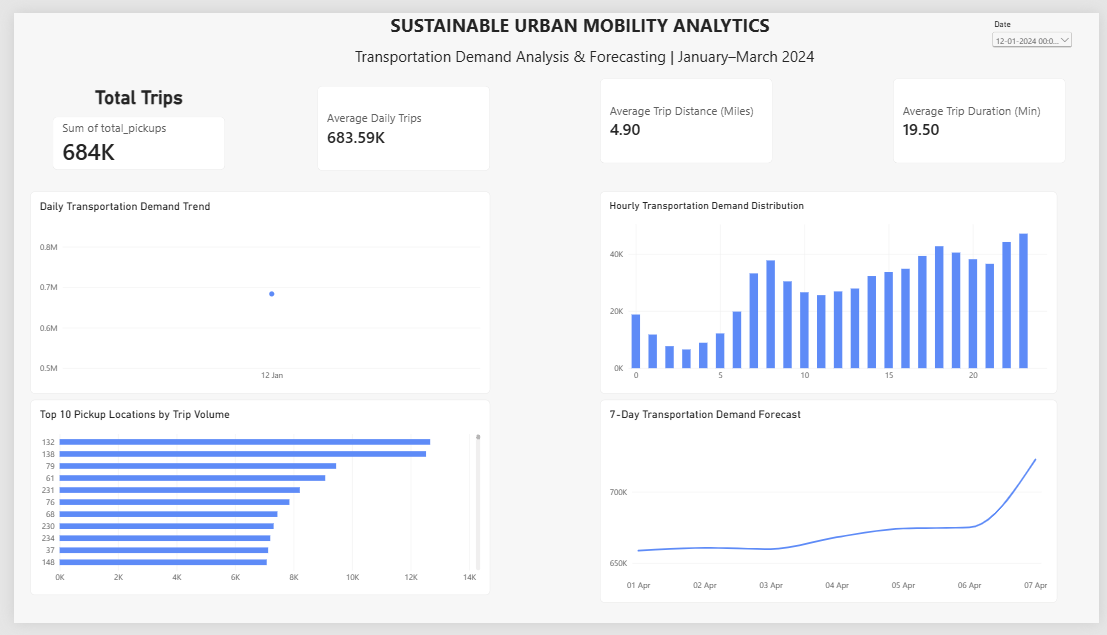 SUSTAINABLE URBAN MOBILITY ANALYTICS
Transportation Demand Analysis & Forecasting | January–March 2024
Date
12-01-2024 00:0...
Total Trips
Sum of total_pickups
684K
Average Daily Trips
683.59K
Average Trip Distance (Miles)
4.90
Average Trip Duration (Min)
19.50
Daily Transportation Demand Trend
0.8M
0.7M
0.6M
0.5M
12 Jan
Hourly Transportation Demand Distribution
40K
20K
0K
0 5 10 15 20
Top 10 Pickup Locations by Trip Volume
132
138
79
61
231
76
68
230
234
37
148
0K 2K 4K 6K 8K 10K 12K 14K
7-Day Transportation Demand Forecast
700K
650K
01 Apr 02 Apr 03 Apr 04 Apr 05 Apr 06 Apr 07 Apr